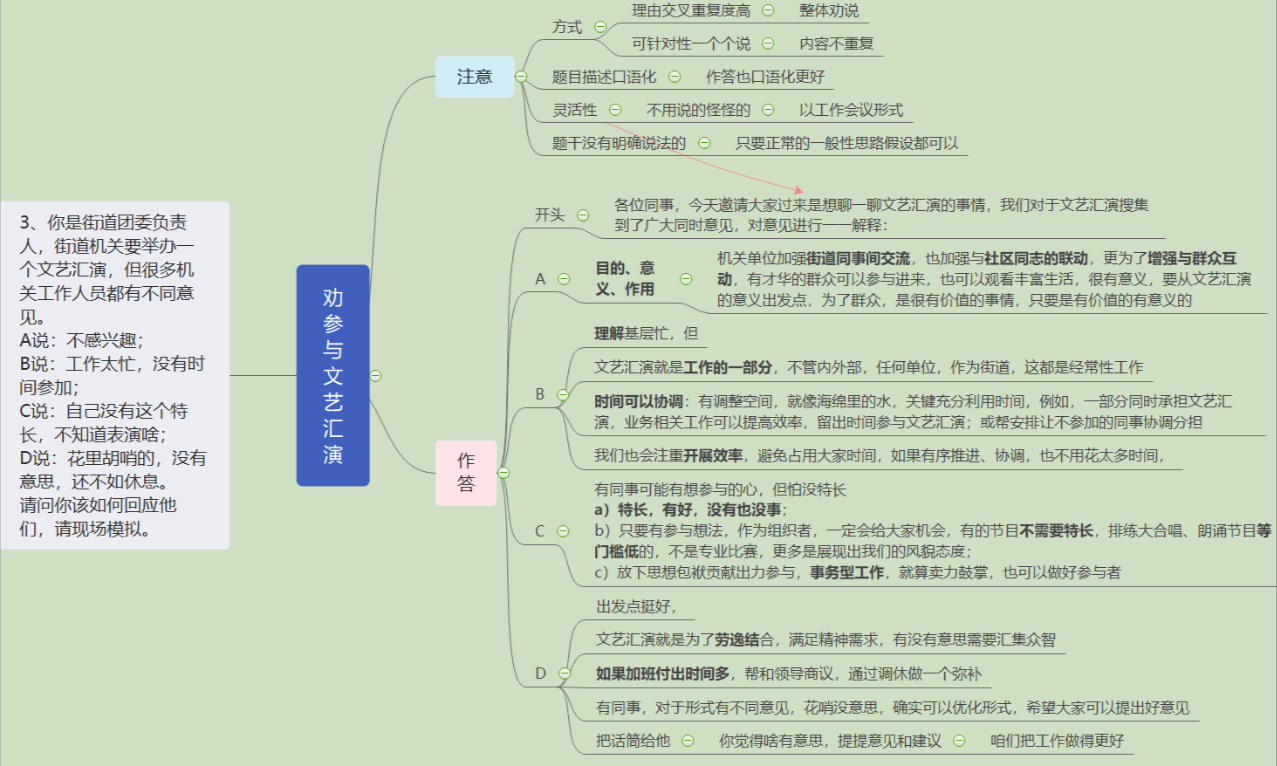 3、你是街道团委负责
人，街道机关要举办一
个文艺汇演，但很多机
关工作人员都有不同意
见。
A说：不感兴趣；
B说：工作太忙，没有时
间参加；
C说：自己没有这个特
长，不知道表演啥；
D说：花里胡哨的，没有
意思，还不如休息。
请问你该如何回应他
们，请现场模拟。
劝参与文艺汇演
注意
方式
理由交叉重复度高
整体劝说
可针对性一个个说
内容不重复
题目描述口语化
作答也口语化更好
灵活性
不用说的怪怪的
以工作会议形式
题干没有明确说法的
只要正常的一般性思路假设都可以
作答
开头
各位同事，今天邀请大家过来是想聊一聊文艺汇演的事情，我们对于文艺汇演搜集
到了广大同时意见，对意见进行一一解释：
A
目的、意
义、作用
机关单位加强街道同事间交流，也加强与社区同志的联动，更为了增强与群众互
动，有才华的群众可以参与进来，也可以观看丰富生活，很有意义，要从文艺汇演
的意义出发点，为了群众，是很有价值的事情，只要是有价值的有意义的
B
理解基层忙，但
文艺汇演就是工作的一部分，不管内外部，任何单位，作为街道，这都是经常性工作
时间可以协调：有调整空间，就像海绵里的水，关键充分利用时间，例如，一部分同时承担文艺汇
演，业务相关工作可以提高效率，留出时间参与文艺汇演；或帮安排让不参加的同事协调分担
我们也会注重开展效率，避免占用大家时间，如果有序推进、协调，也不用花太多时间，
C
有同事可能有想参与的心，但怕没特长
a）特长，有好，没有也没事；
b）只要有参与想法，作为组织者，一定会给大家机会，有的节目不需要特长，排练大合唱、朗诵节目等
门槛低的，不是专业比赛，更多是展现出我们的风貌态度；
c）放下思想包袱贡献出力参与，事务型工作，就算卖力鼓掌，也可以做好参与者
D
出发点挺好，
文艺汇演就是为了劳逸结合，满足精神需求，有没有意思需要汇集众智
如果加班付出时间多，帮和领导商议，通过调休做一个弥补
有同事，对于形式有不同意见，花哨没意思，确实可以优化形式，希望大家可以提出好意见
把话筒给他
你觉得啥有意思，提提意见和建议
咱们把工作做得更好